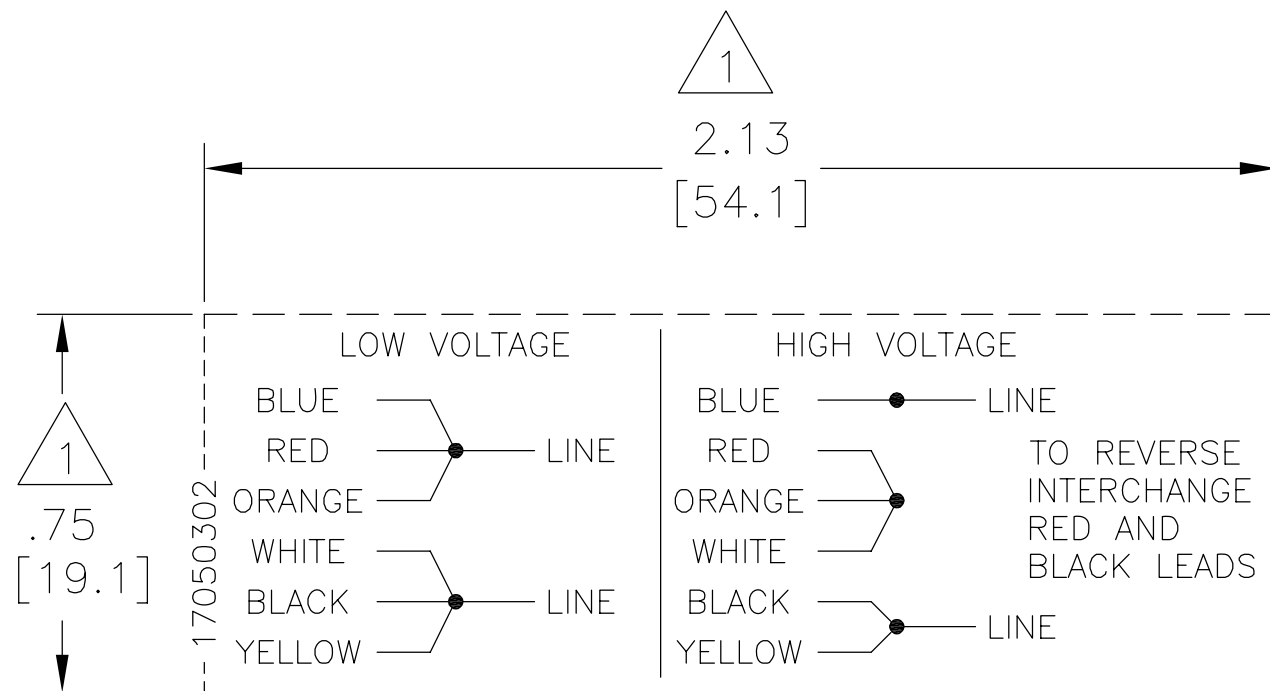 1
2.13
[54.1]
LOW VOLTAGE
BLUE
RED
ORANGE
LINE
WHITE
BLACK
YELLOW
LINE
HIGH VOLTAGE
BLUE
LINE
RED
ORANGE
WHITE
BLACK
YELLOW
LINE
TO REVERSE
INTERCHANGE
RED AND
BLACK LEADS
1
.75
[19.1]
17050302